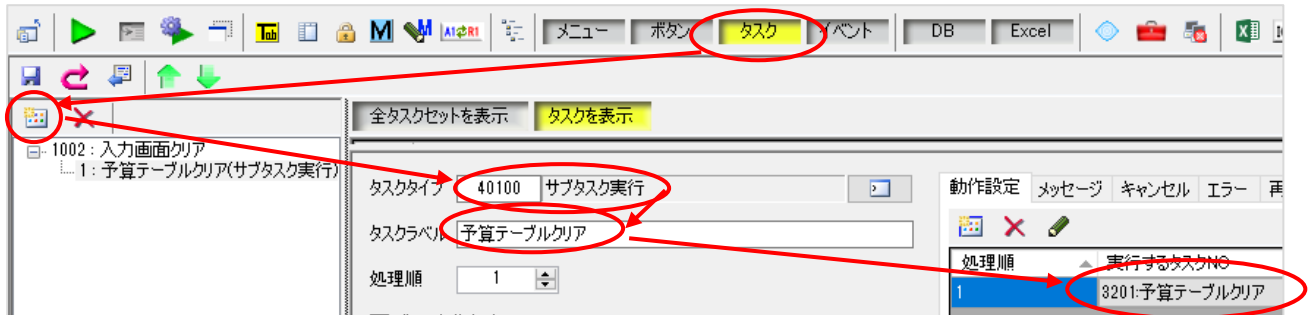 Tab M M A1 R1 メニュー ボタン タスク イベント DB Excel
全タスクセットを表示 タスクを表示
1002 : 入力画面クリア
1 : 予算テーブルクリア(サブタスク実行)
タスクタイプ 40100 サブタスク実行
動作設定 メッセージ キャンセル エラー 再
タスクラベル 予算テーブルクリア
処理順 1
処理順 実行するタスクNO
1 3201:予算テーブルクリア